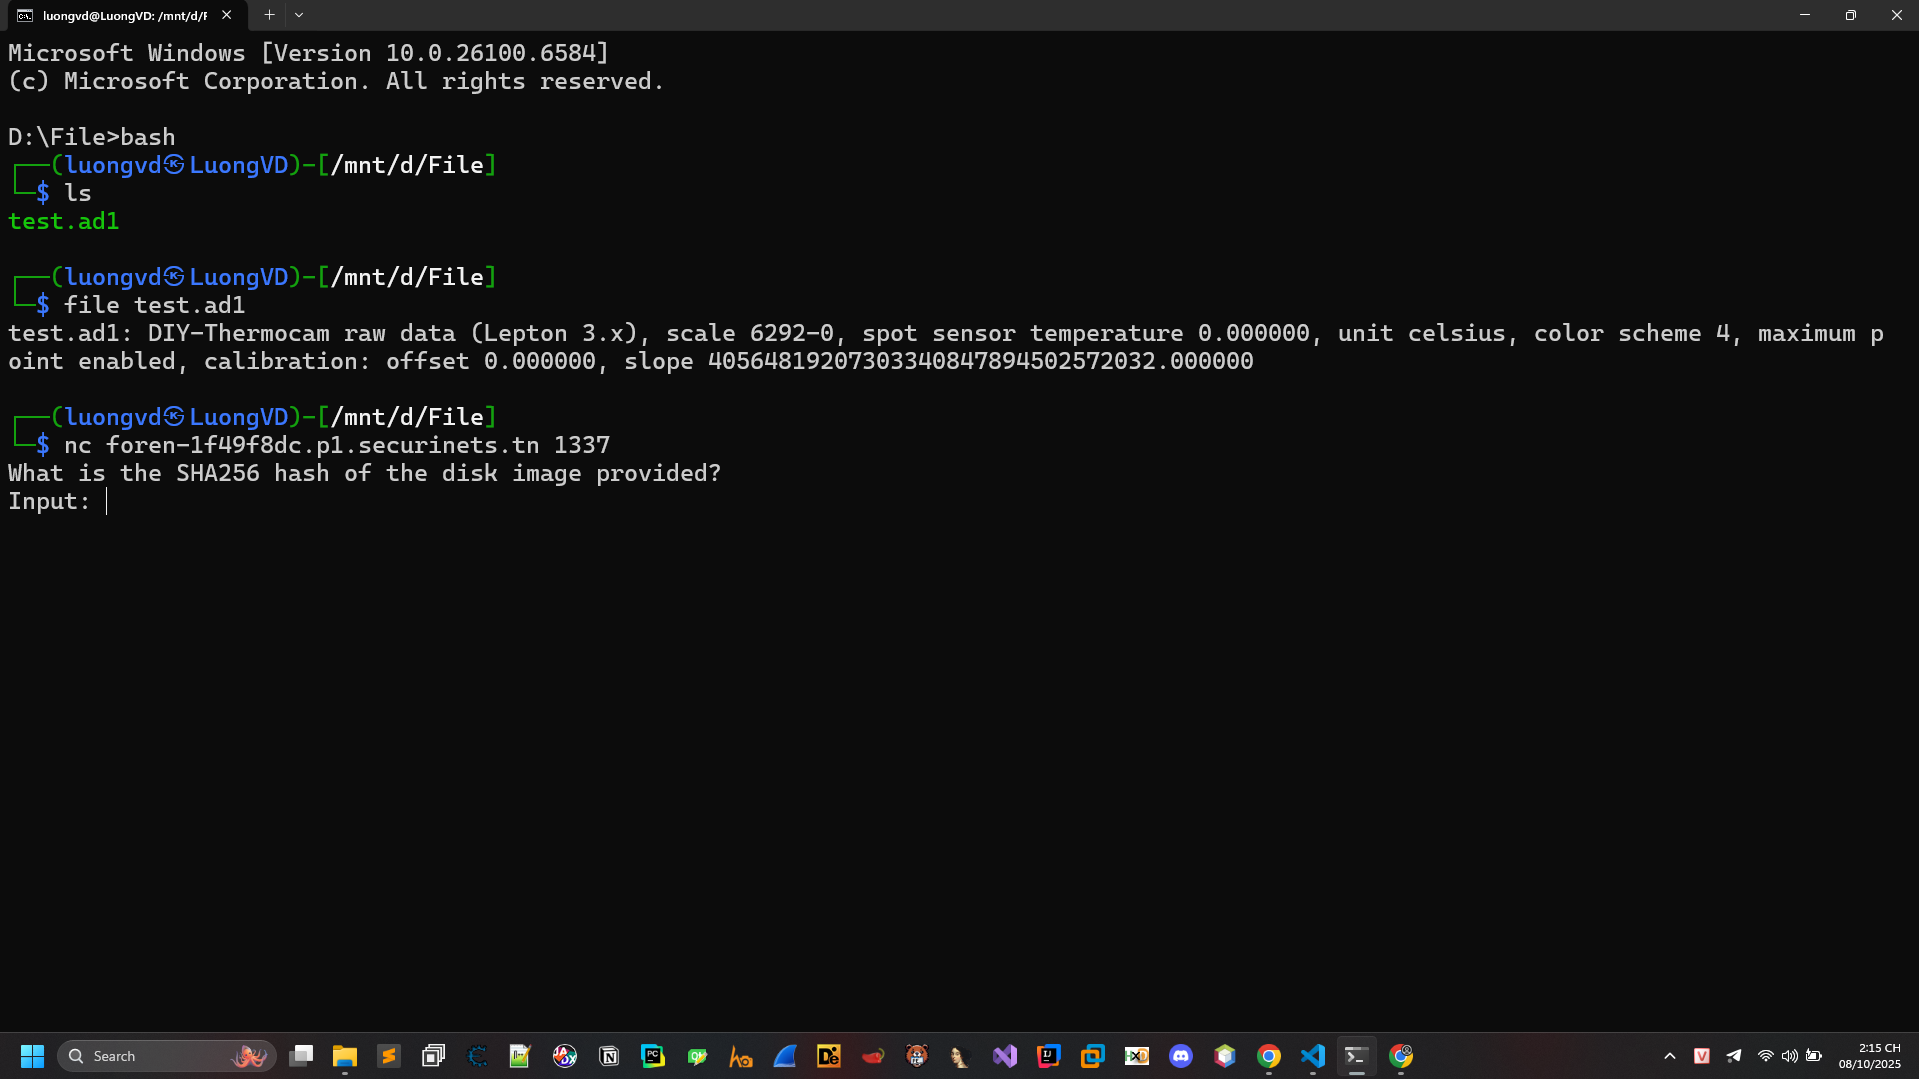 luongvd@LuongVD: /mnt/d/F
Microsoft Windows [Version 10.0.26100.6584]
(c) Microsoft Corporation. All rights reserved.
D:\File>bash
┌──(luongvd㉿LuongVD)-[/mnt/d/File]
└─$ ls
test.ad1
┌──(luongvd㉿LuongVD)-[/mnt/d/File]
└─$ file test.ad1
test.ad1: DIY-Thermocam raw data (Lepton 3.x), scale 6292-0, spot sensor temperature 0.000000, unit celsius, color scheme 4, maximum p
oint enabled, calibration: offset 0.000000, slope 4056481920730334084789450257203​2.000000
┌──(luongvd㉿LuongVD)-[/mnt/d/File]
└─$ nc foren-1f49f8dc.p1.securinets.tn 1337
What is the SHA256 hash of the disk image provided?
Input:
Search
2:15 CH
08/10/2025